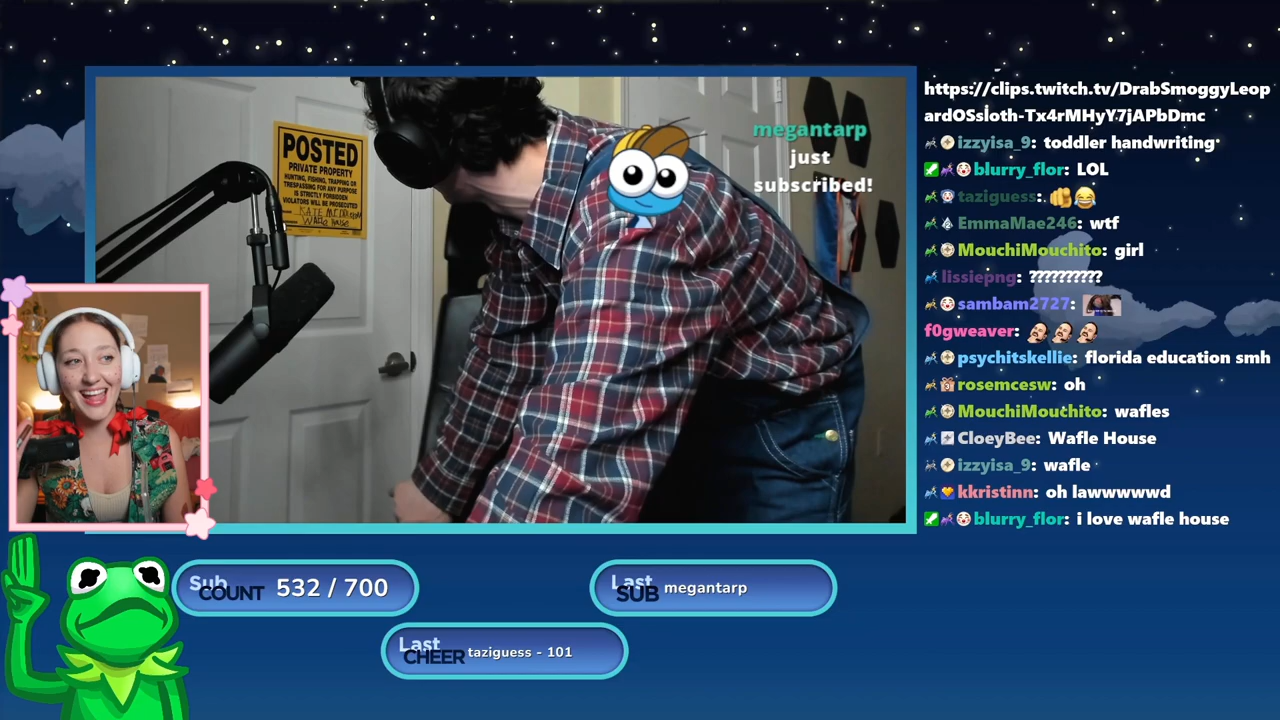 https://clips.twitch.tv/DrabSmoggyLeop
ardOSsloth-Tx4rMHyY7jAPbDmc
izzyisa_9: toddler handwriting
blurry_flor: LOL
taziguess:
EmmaMae246: wtf
MouchiMouchito: girl
lissiepng: ??????????
sambam2727:
f0gweaver:
psychitskellie: florida education smh
rosemcesw: oh
MouchiMouchito: wafles
CloeyBee: Wafle House
izzyisa_9: wafle
kkristinn: oh lawwwwwd
blurry_flor: i love wafle house
megantarp
just
subscribed!
POSTED
PRIVATE PROPERTY
HUNTING, FISHING, TRAPPING OR
TRESPASSING FOR ANY PURPOSE
IS STRICTLY FORBIDDEN
VIOLATORS WILL BE PROSECUTED
Wafle House
Sub
COUNT 532 / 700
Last
SUB megantarp
Last
CHEER taziguess - 101